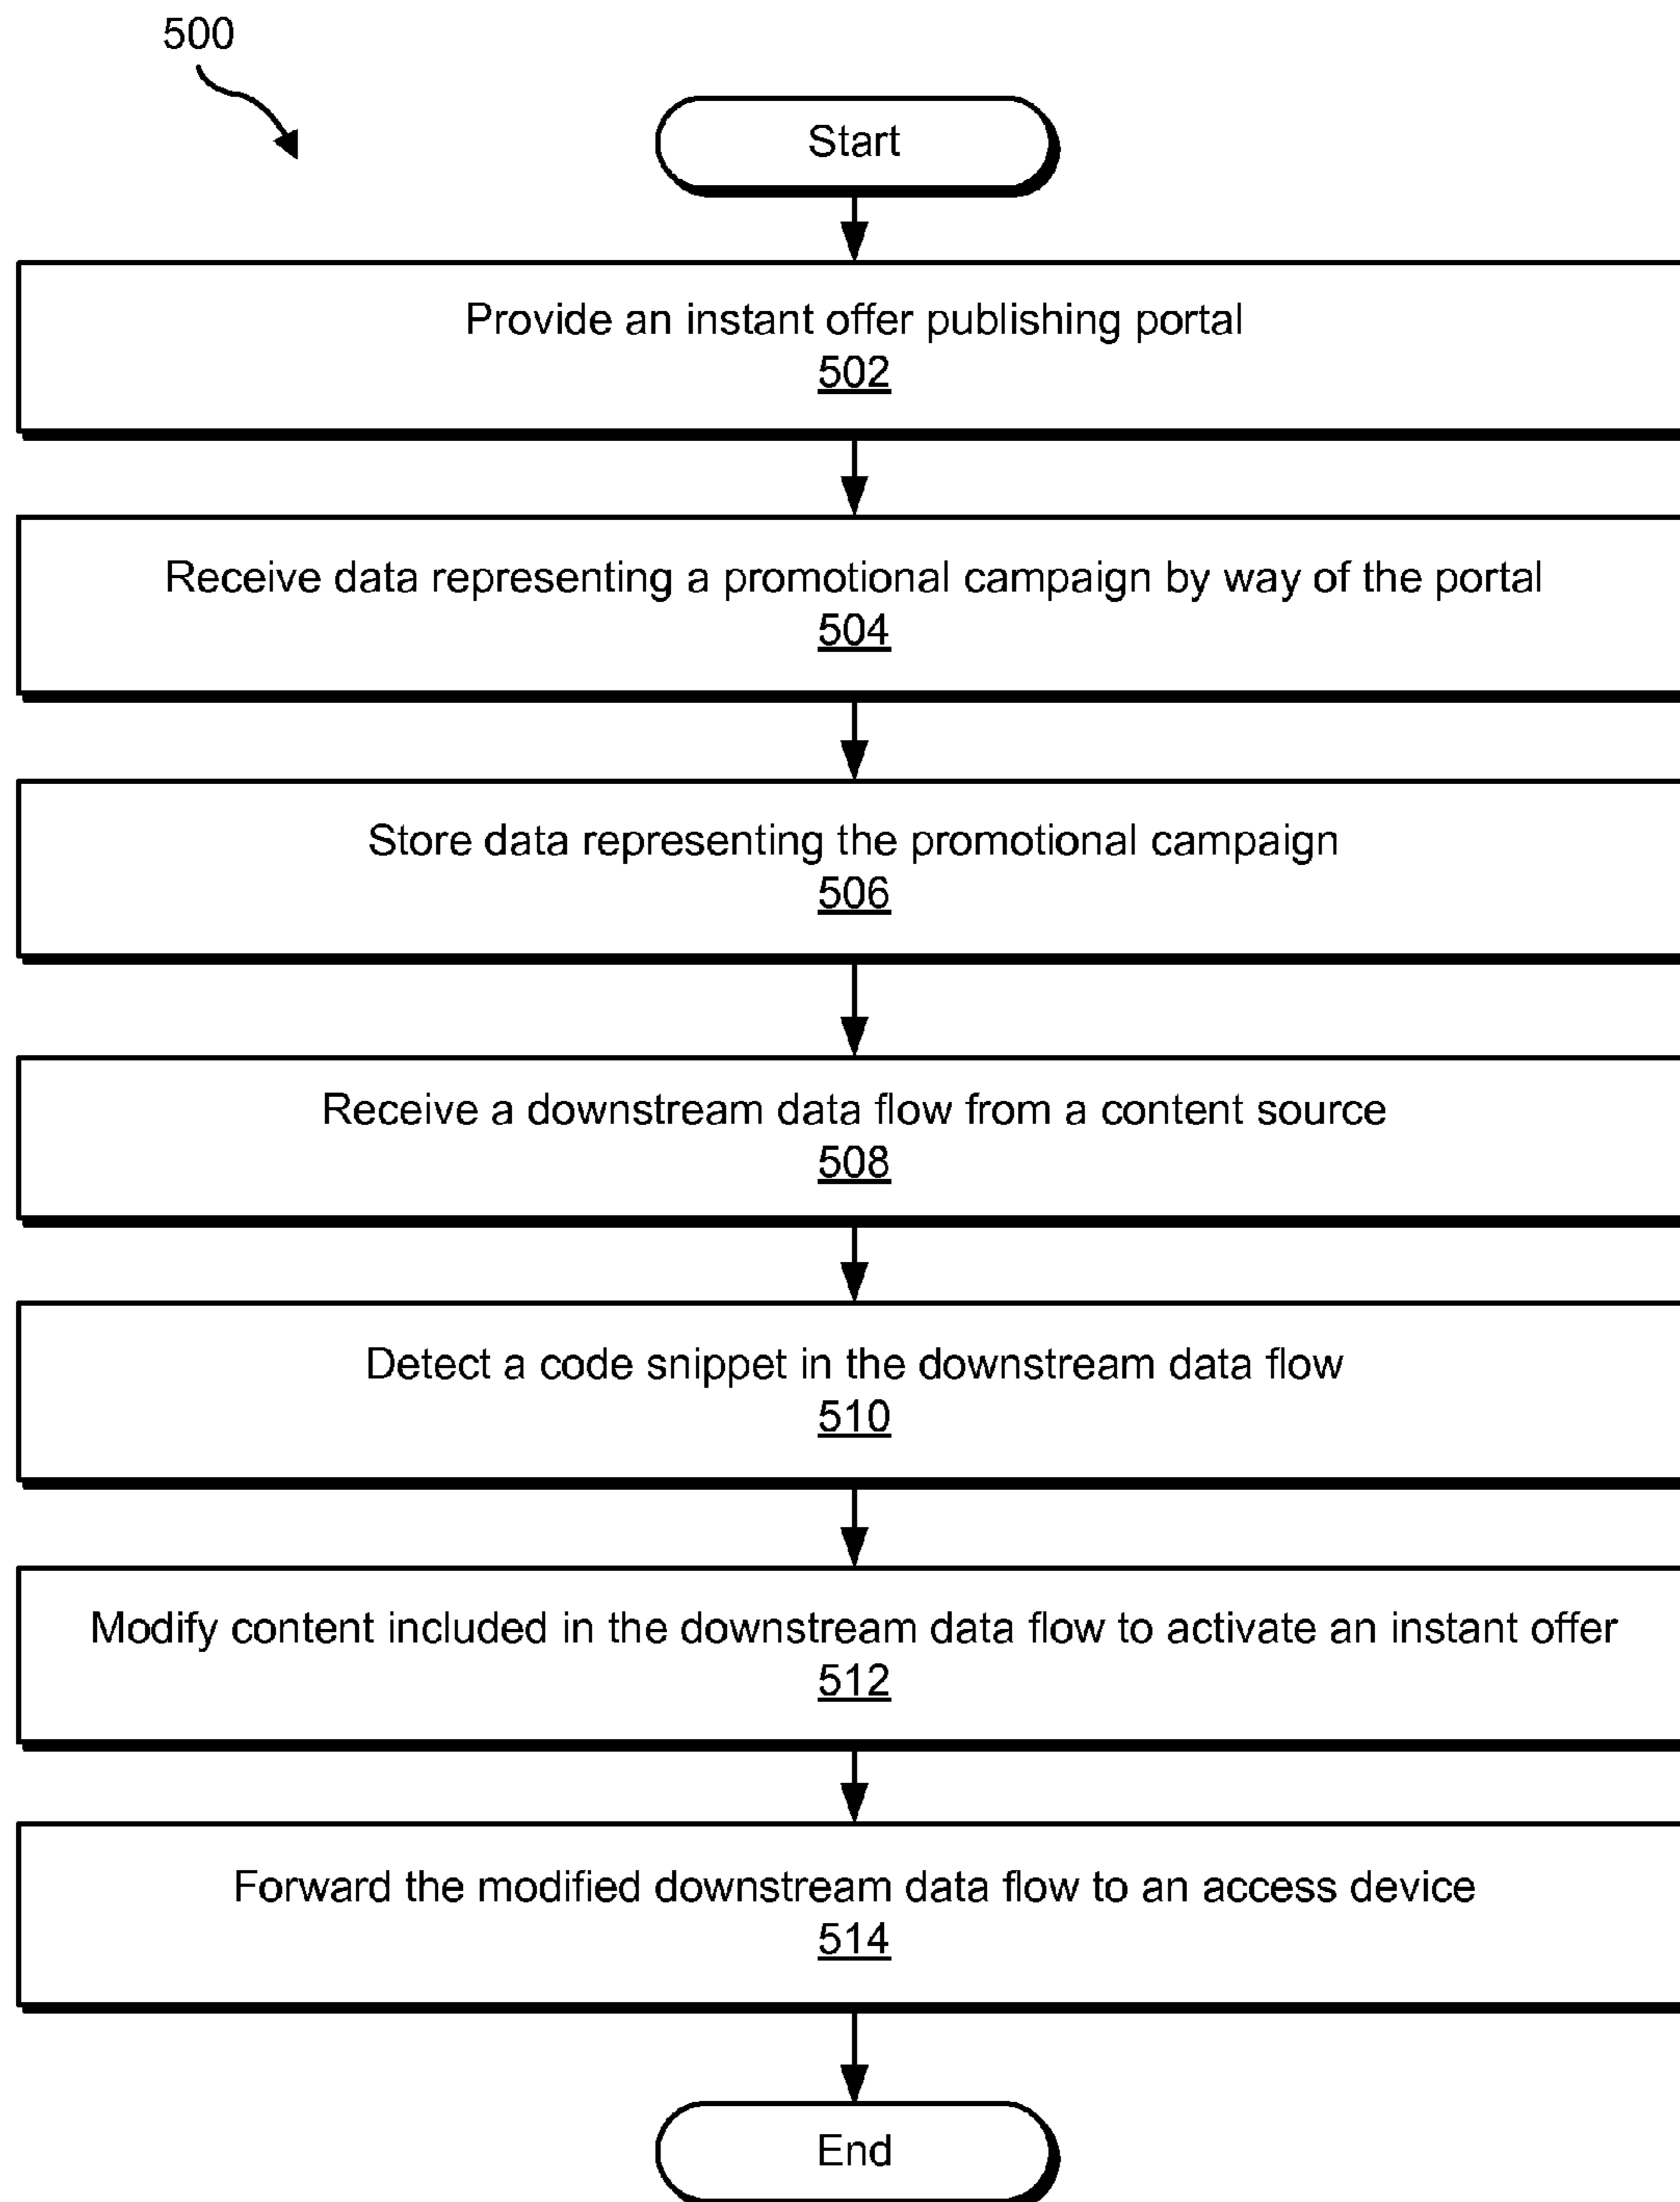 500
Start
Provide an instant offer publishing portal
502
Receive data representing a promotional campaign by way of the portal
504
Store data representing the promotional campaign
506
Receive a downstream data flow from a content source
508
Detect a code snippet in the downstream data flow
510
Modify content included in the downstream data flow to activate an instant offer
512
Forward the modified downstream data flow to an access device
514
End